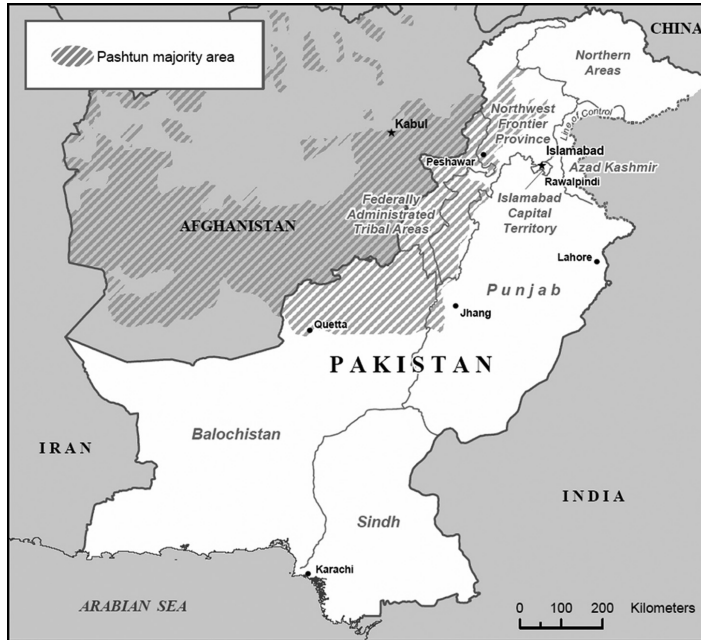 Pashtun majority area
CHINA
Northern
Areas
Northwest
Frontier
Province
Line of Control
Kabul
Peshawar
Islamabad
Azad Kashmir
Rawalpindi
Federally
Administrated
Tribal Areas
Islamabad
Capital
Territory
AFGHANISTAN
Lahore
Punjab
Jhang
Quetta
PAKISTAN
Balochistan
IRAN
INDIA
Sindh
Karachi
ARABIAN SEA
0 50 100 200 Kilometers